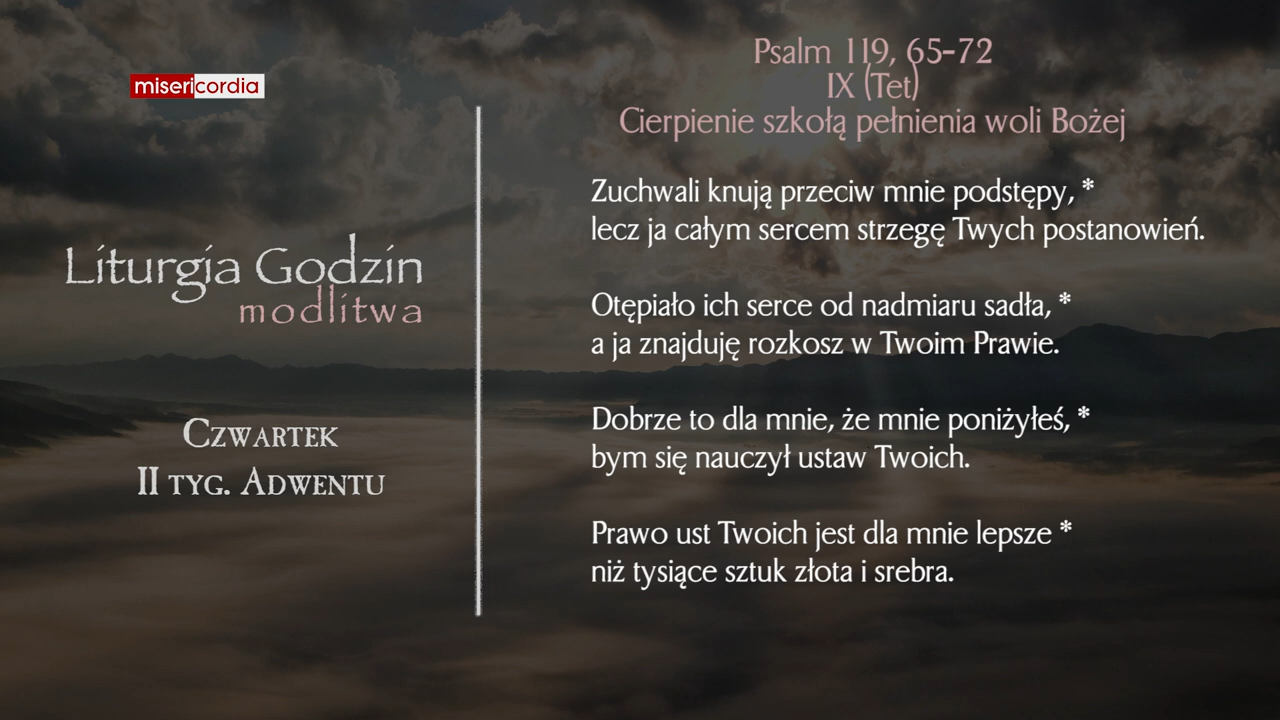 misericordia
Liturgia Godzin
modlitwa
Czwartek
II tyg. Adwentu
Psalm 119, 65-72
IX (Tet)
Cierpienie szkołą pełnienia woli Bożej
Zuchwali knują przeciw mnie podstępy, *
lecz ja całym sercem strzegę Twych postanowień.
Otępiało ich serce od nadmiaru sadła, *
a ja znajduję rozkosz w Twoim Prawie.
Dobrze to dla mnie, że mnie poniżyłeś, *
bym się nauczył ustaw Twoich.
Prawo ust Twoich jest dla mnie lepsze *
niż tysiące sztuk złota i srebra.